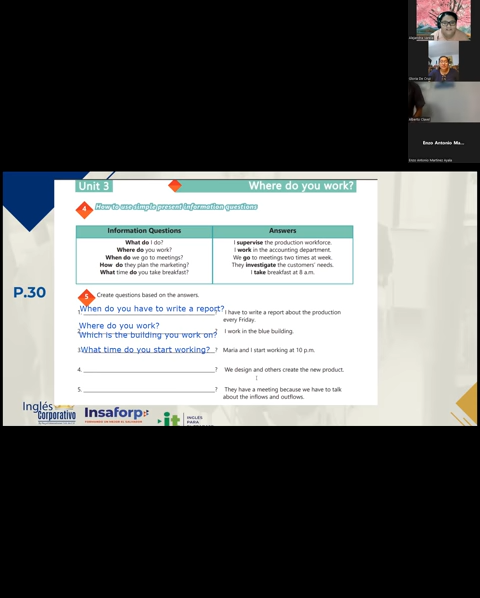 Alejandro
Gloria De Cruz
Alberto Claver
Enzo Antonio Ma...
Enzo Antonio Martinez Ayala
Unit 3
Where do you work?
4
How to use simple present information questions
Information Questions
Answers
What do I do?
I supervise the production workforce.
Where do you work?
I work in the accounting department.
When do we go to meetings?
We go to meetings two times at week.
How do they plan the marketing?
They investigate the customers' needs.
What time do you take breakfast?
I take breakfast at 8 a.m.
P.30
5
Create questions based on the answers.
When do you have to write a report?
1. ?
I have to write a report about the production
every Friday.
Where do you work?
Which is the building you work on?
2. ?
I work in the blue building.
3. What time do you start working? ?
Maria and I start working at 10 p.m.
4. ?
We design and others create the new product.
5. ?
They have a meeting because we have to talk
about the inflows and outflows.
Inglés
Corporativo
Insaforp
it
INGLÉS
PARA